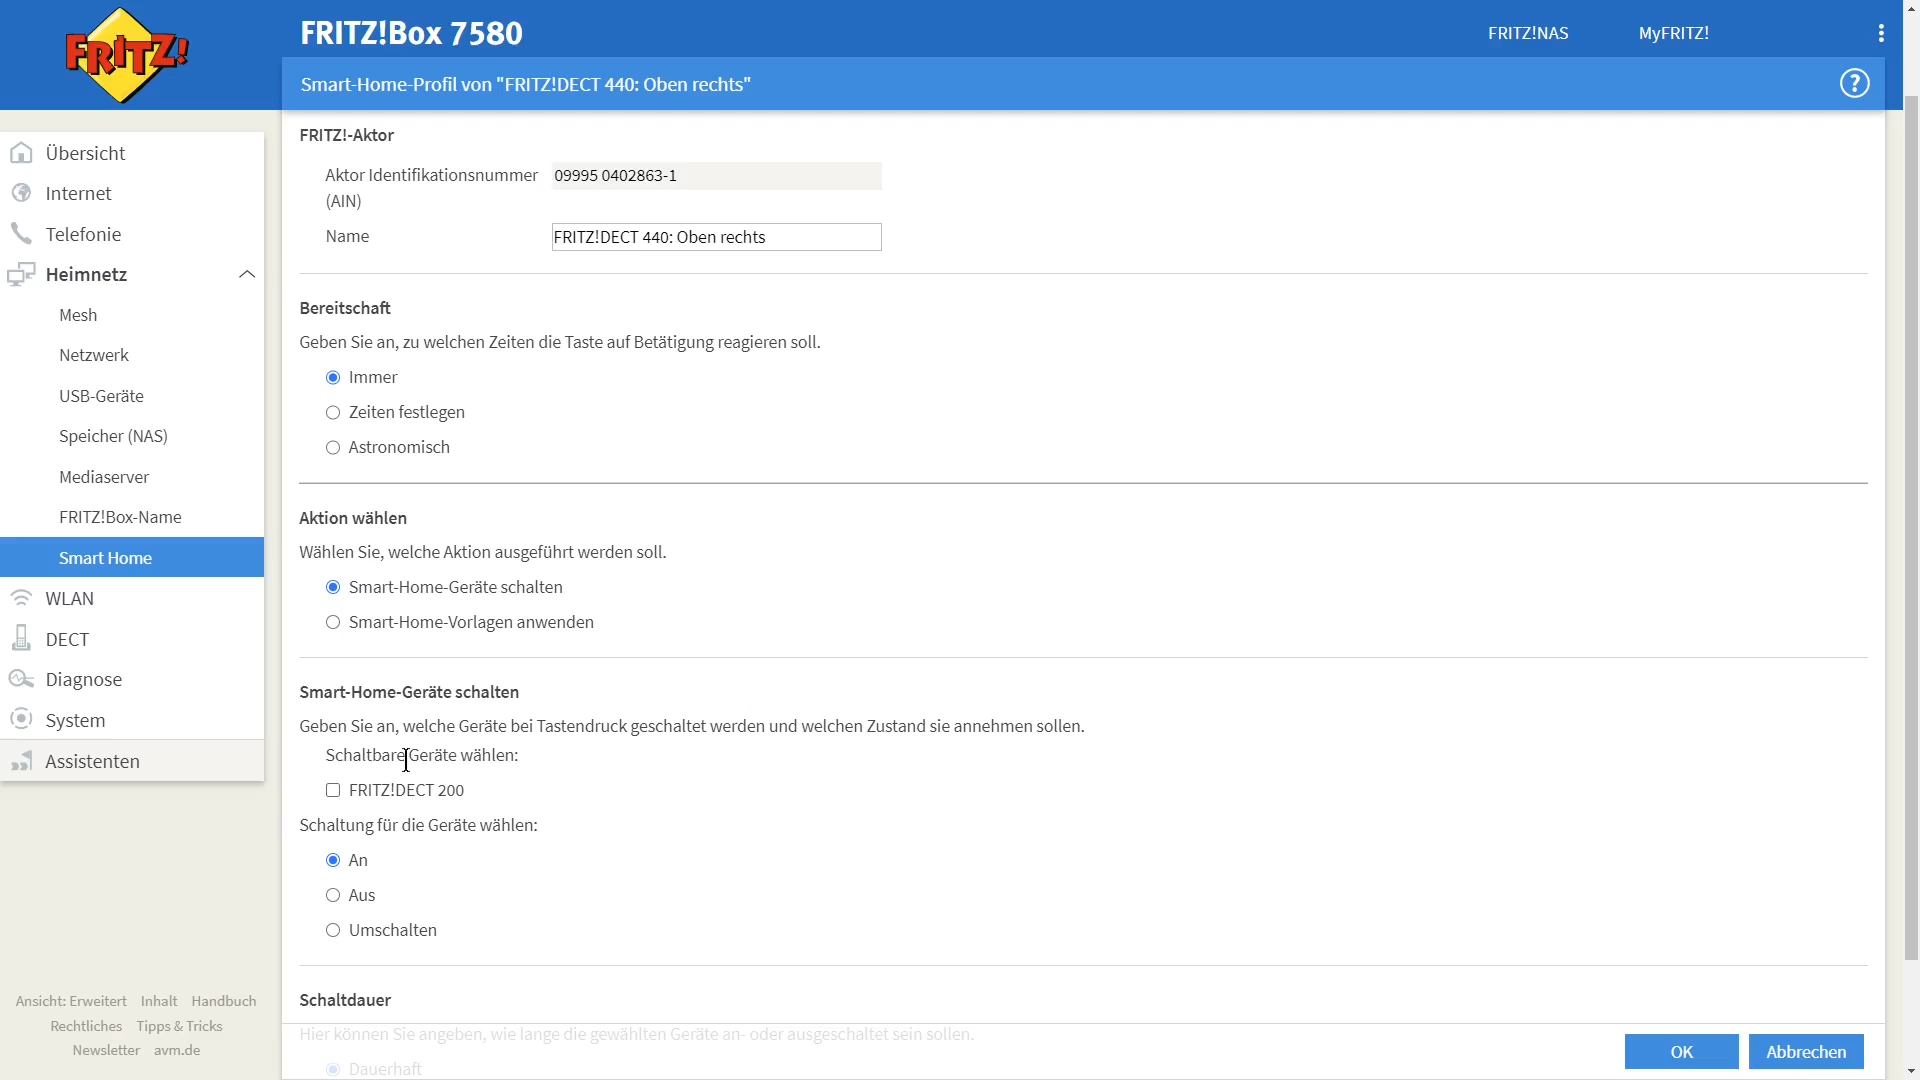 FRITZ!
FRITZ!Box 7580
FRITZ!NAS
MyFRITZ!
Smart-Home-Profil von "FRITZ!DECT 440: Oben rechts"
?
Übersicht
Internet
Telefonie
Heimnetz
Mesh
Netzwerk
USB-Geräte
Speicher (NAS)
Mediaserver
FRITZ!Box-Name
Smart Home
WLAN
DECT
Diagnose
System
Assistenten
Ansicht: Erweitert Inhalt Handbuch
Rechtliches Tipps & Tricks
Newsletter avm.de
FRITZ!-Aktor
Aktor Identifikationsnummer 09995 0402863-1
(AIN)
Name FRITZ!DECT 440: Oben rechts
Bereitschaft
Geben Sie an, zu welchen Zeiten die Taste auf Betätigung reagieren soll.
Immer
Zeiten festlegen
Astronomisch
Aktion wählen
Wählen Sie, welche Aktion ausgeführt werden soll.
Smart-Home-Geräte schalten
Smart-Home-Vorlagen anwenden
Smart-Home-Geräte schalten
Geben Sie an, welche Geräte bei Tastendruck geschaltet werden und welchen Zustand sie annehmen sollen.
Schaltbare Geräte wählen:
FRITZ!DECT 200
Schaltung für die Geräte wählen:
An
Aus
Umschalten
Schaltdauer
Hier können Sie angeben, wie lange die gewählten Geräte an- oder ausgeschaltet sein sollen.
Dauerhaft
OK
Abbrechen